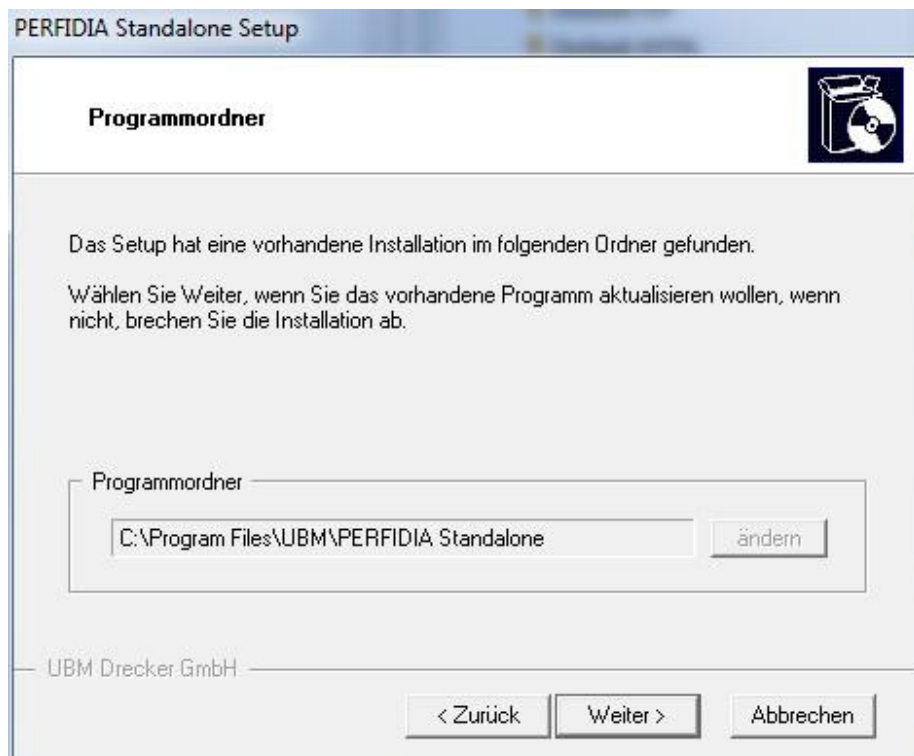 PERFIDIA Standalone Setup
Programmordner
Das Setup hat eine vorhandene Installation im folgenden Ordner gefunden.
Wählen Sie Weiter, wenn Sie das vorhandene Programm aktualisieren wollen, wenn
nicht, brechen Sie die Installation ab.
Programmordner
C:\Program Files\UBM\PERFIDIA Standalone
ändern
UBM Drecker GmbH
< Zurück
Weiter >
Abbrechen